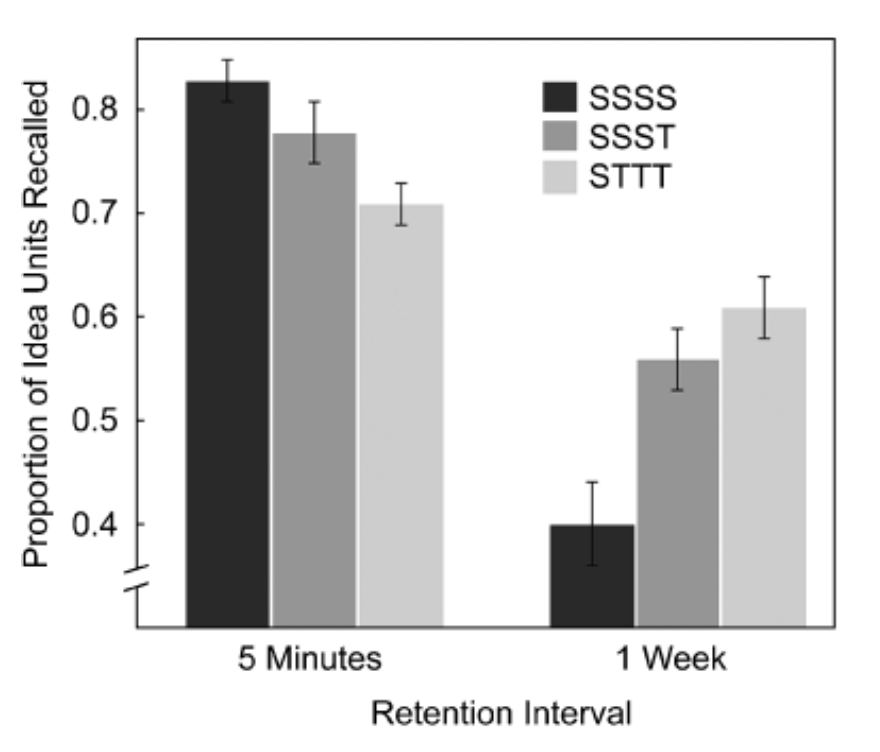 Proportion of Idea Units Recalled
0.8
0.7
0.6
0.5
0.4
SSSS
SSST
STTT
5 Minutes
1 Week
Retention Interval